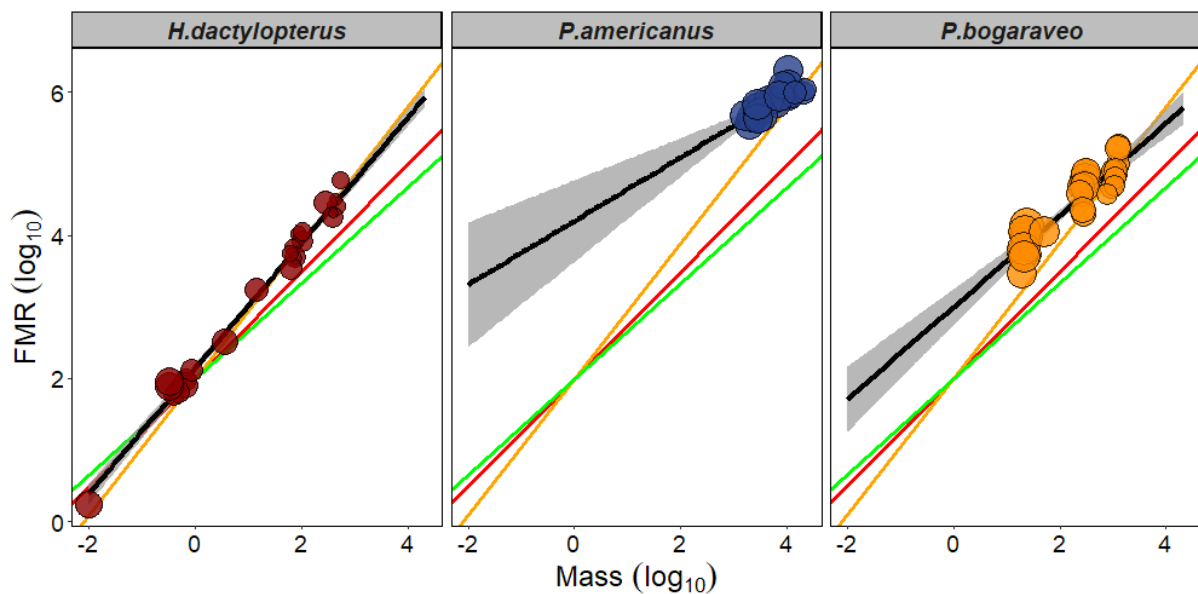 H.dactylopterus P.americanus P.bogaraveo
6
4
2
0
FMR (log10)
-2 0 2 4 -2 0 2 4 -2 0 2 4
Mass (log10)